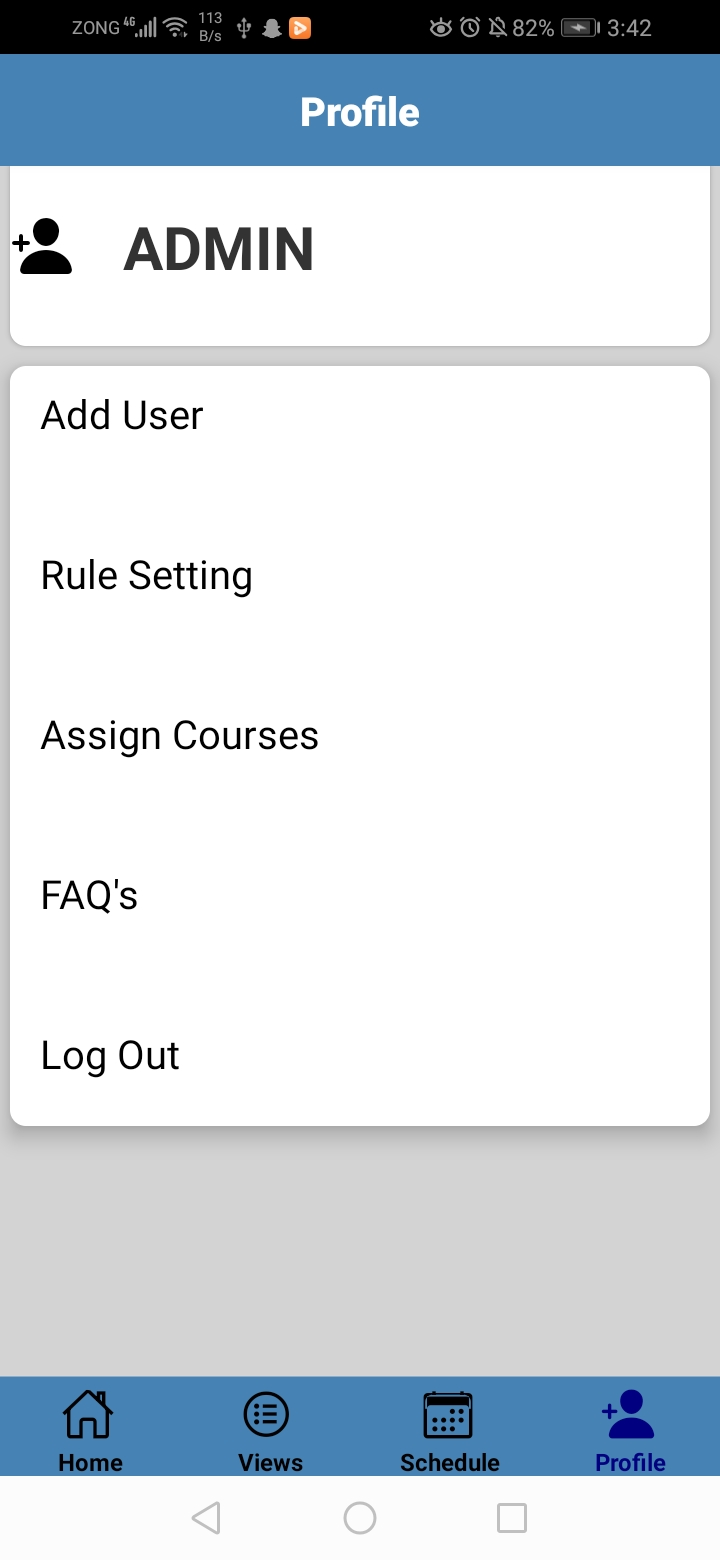 ZONG 4G 113 B/s 82% 3:42
Profile
ADMIN
Add User
Rule Setting
Assign Courses
FAQ's
Log Out
Home Views Schedule Profile